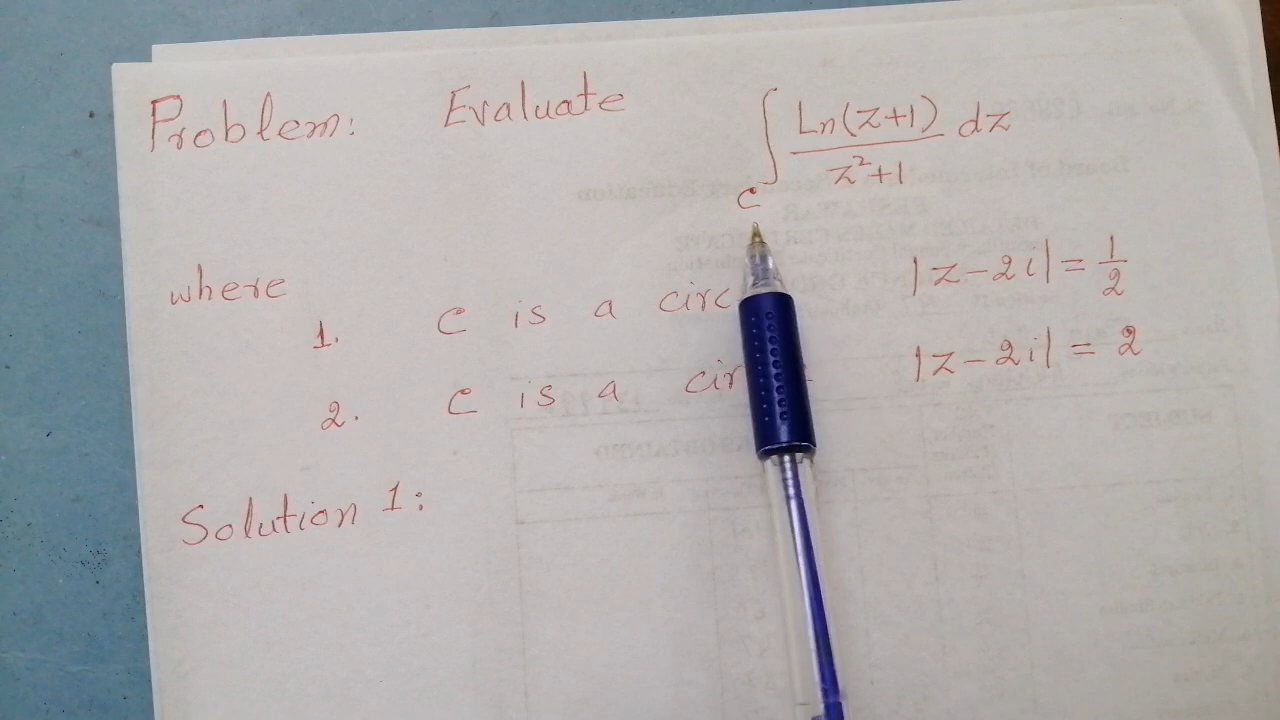 Problem: Evaluate ∫_C Ln(z+1)/(z²+1) dz
where
1. C is a circ |z-2i| = 1/2
2. C is a cir |z-2i| = 2
Solution 1: